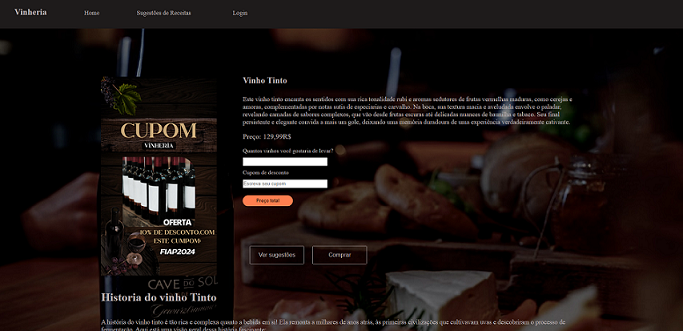 Vinheria Home Sugestões de Receitas Login
CUPOM
VINHERIA
OFERTA
10% DE DESCONTO.COM
ESTE CUMPOM!
FIAP2024
Vinho Tinto
Este vinho tinto encanta os sentidos com sua rica tonalidade rubi e aromas sedutores de frutas vermelhas maduras, como cerejas e
amoras, complementadas por notas sutis de especiarias e carvalho. Na boca, sua textura macia e aveludada envolve o paladar,
revelando camadas de sabores complexos, que vão desde frutas escuras até delicadas nuances de baunilha e tabaco. Seu final
persistente e elegante convida a mais um gole, deixando uma memória duradoura de uma experiência verdadeiramente cativante.
Preço: 129,99R$
Quantos vinhos você gostaria de levar?
Cupom de desconto
Escreva seu cupom
Preço total!
Ver sugestões Comprar
CAVE DU SOL
Historia do vinho Tinto
A história do vinho tinto é tão rica e complexa quanto a bebida em si! Ela remonta a milhares de anos atrás, às primeiras civilizações que cultivavam uvas e descobriram o processo de
fermentação. Aqui está uma visão geral dessa história fascinante: